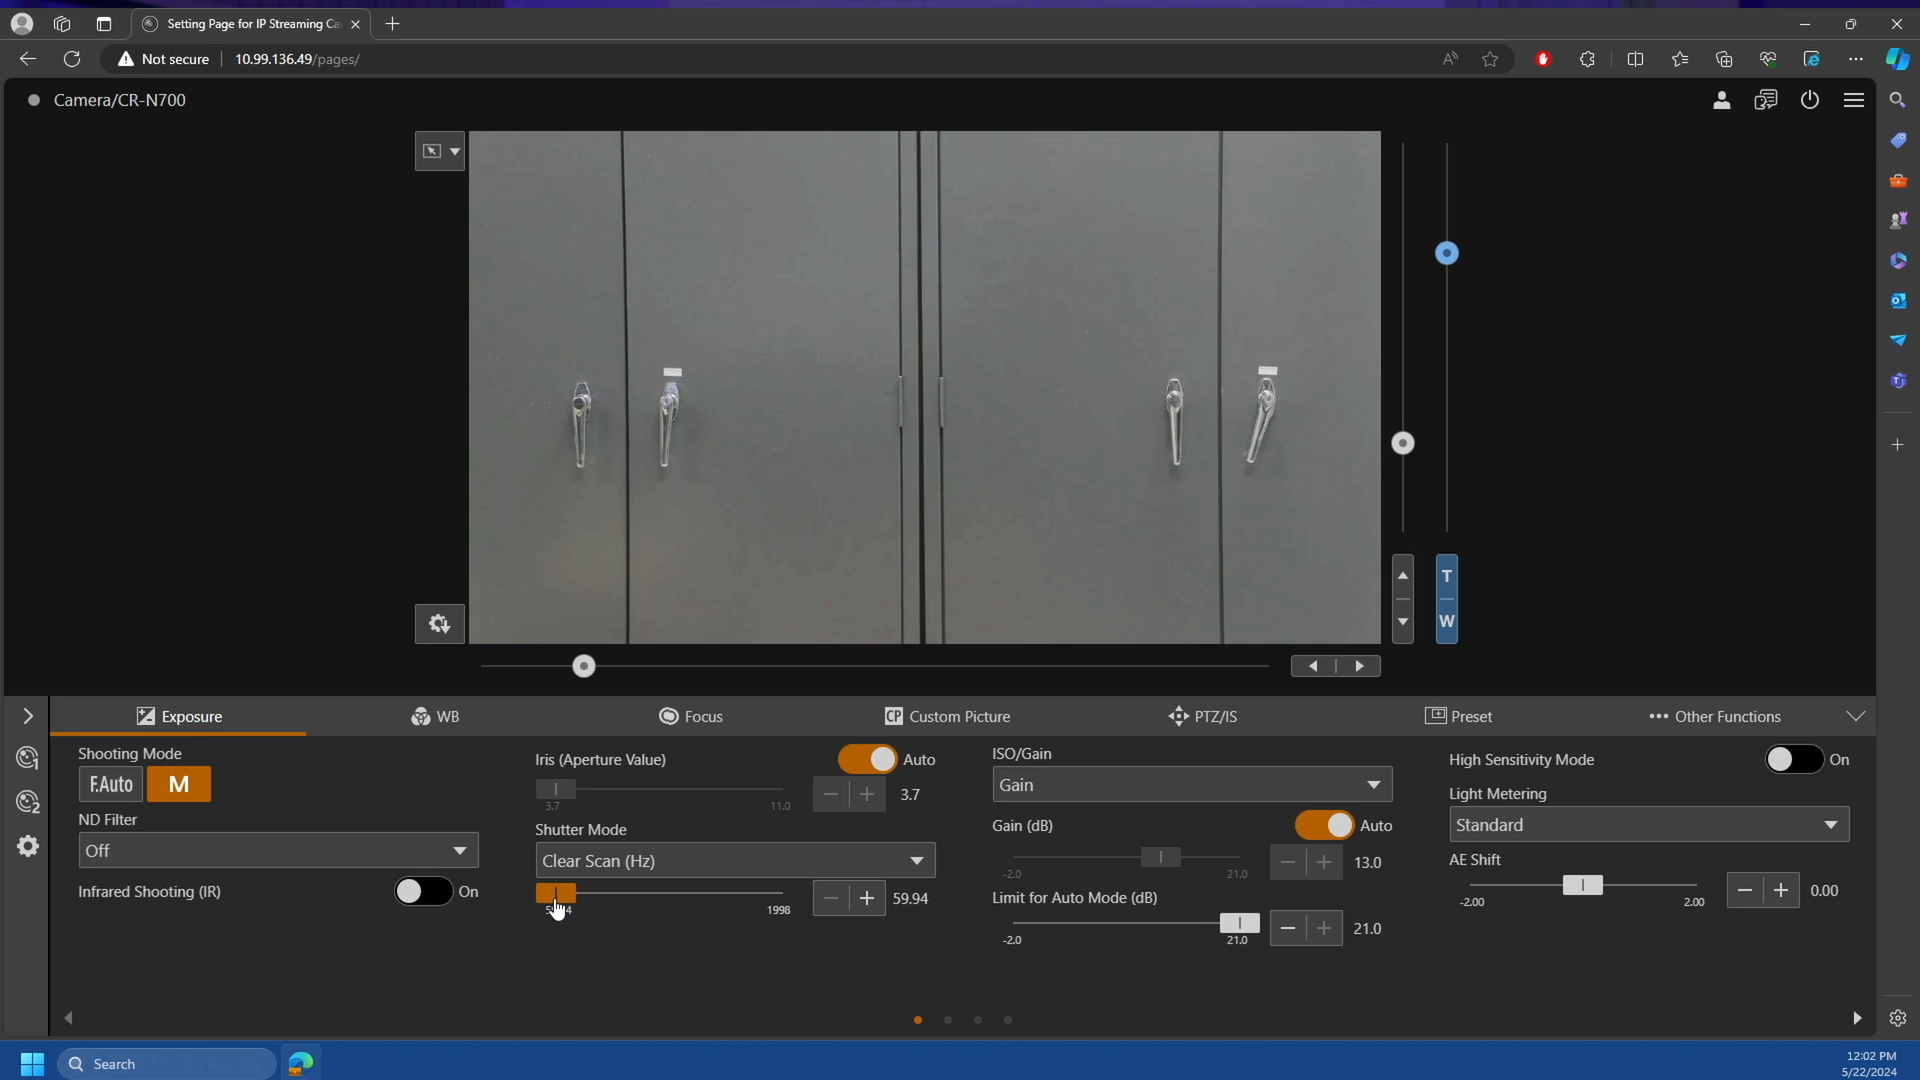 Setting Page for IP Streaming Ca
Not secure 10.99.136.49/pages/
Camera/CR-N700
T
W
Exposure WB Focus CP Custom Picture PTZ/IS Preset Other Functions
Shooting Mode
F.Auto M
ND Filter
Off
Infrared Shooting (IR) On
Iris (Aperture Value) Auto
3.7 11.0 3.7
Shutter Mode
Clear Scan (Hz)
1998 59.94
ISO/Gain
Gain
Gain (dB) Auto
-2.0 21.0 13.0
Limit for Auto Mode (dB)
-2.0 21.0 21.0
High Sensitivity Mode On
Light Metering
Standard
AE Shift
-2.00 2.00 0.00
1
2
Search
12:02 PM
5/22/2024